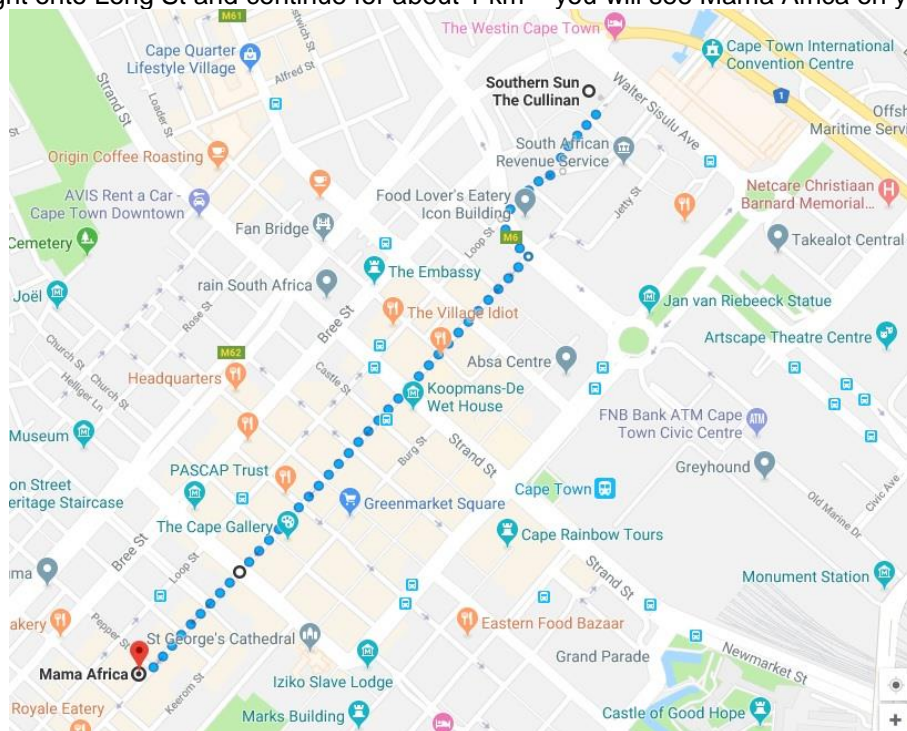 ght onto Long St and continue for about 1 km – you will see Mama Africa on y
M61
The Westin Cape Town
Cape Quarter
Lifestyle Village
Alfred St
Cape Town International
Convention Centre
Strand St
Loader St
Southern Sun
The Cullinan
Walter Sisulu Ave
1
Offsh
Maritime Servi
Origin Coffee Roasting
South African
Revenue Service
AVIS Rent a Car -
Cape Town Downtown
Food Lover's Eatery
Icon Building
Jetty St
Netcare Christiaan
Barnard Memorial...
Cemetery
Fan Bridge
Loop St
M6
Takealot Central
The Embassy
rain South Africa
Joël
Rose St
Bree St
The Village Idiot
Jan van Riebeeck Statue
Artscape Theatre Centre
Church St
M62
Absa Centre
Headquarters
Castle St
Helliger Ln
Church St
Koopmans-De
Wet House
FNB Bank ATM Cape
Town Civic Centre
ATM
Museum
Burg St
Strand St
Greyhound
PASCAP Trust
on Street
eritage Staircase
Cape Town
Greenmarket Square
Old Marine Dr
Civic Ave
The Cape Gallery
Cape Rainbow Tours
Bree St
Loop St
uma
Strand St
Monument Station
akery
Pepper St
St George's Cathedral
Eastern Food Bazaar
Grand Parade
Mama Africa
Keerom St
Iziko Slave Lodge
Newmarket St
Royale Eatery
Marks Building
Castle of Good Hope